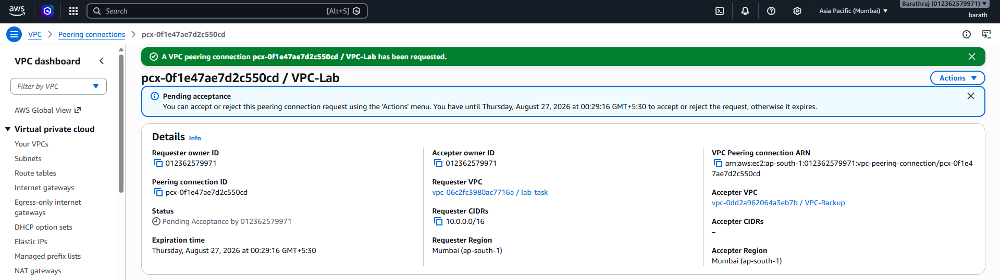 aws
Search
[Alt+S]
Asia Pacific (Mumbai)
Barathraj (012362579971)
barath
VPC
Peering connections
pcx-0f1e47ae7d2c550cd
VPC dashboard
Filter by VPC
AWS Global View
Virtual private cloud
Your VPCs
Subnets
Route tables
Internet gateways
Egress-only internet
gateways
DHCP option sets
Elastic IPs
Managed prefix lists
NAT gateways
A VPC peering connection pcx-0f1e47ae7d2c550cd / VPC-Lab has been requested.
pcx-0f1e47ae7d2c550cd / VPC-Lab
Actions
Pending acceptance
You can accept or reject this peering connection request using the 'Actions' menu. You have until Thursday, August 27, 2026 at 00:29:16 GMT+5:30 to accept or reject the request, otherwise it expires.
Details Info
Requester owner ID
012362579971
Peering connection ID
pcx-0f1e47ae7d2c550cd
Status
Pending Acceptance by 012362579971
Expiration time
Thursday, August 27, 2026 at 00:29:16 GMT+5:30
Accepter owner ID
012362579971
Requester VPC
vpc-06c2fc3980ac7716a / lab-task
Requester CIDRs
10.0.0.0/16
Requester Region
Mumbai (ap-south-1)
VPC Peering connection ARN
arn:aws:ec2:ap-south-1:012362579971:vpc-peering-connection/pcx-0f1e4
7ae7d2c550cd
Accepter VPC
vpc-0dd2a962064a3eb7b / VPC-Backup
Accepter CIDRs
–
Accepter Region
Mumbai (ap-south-1)